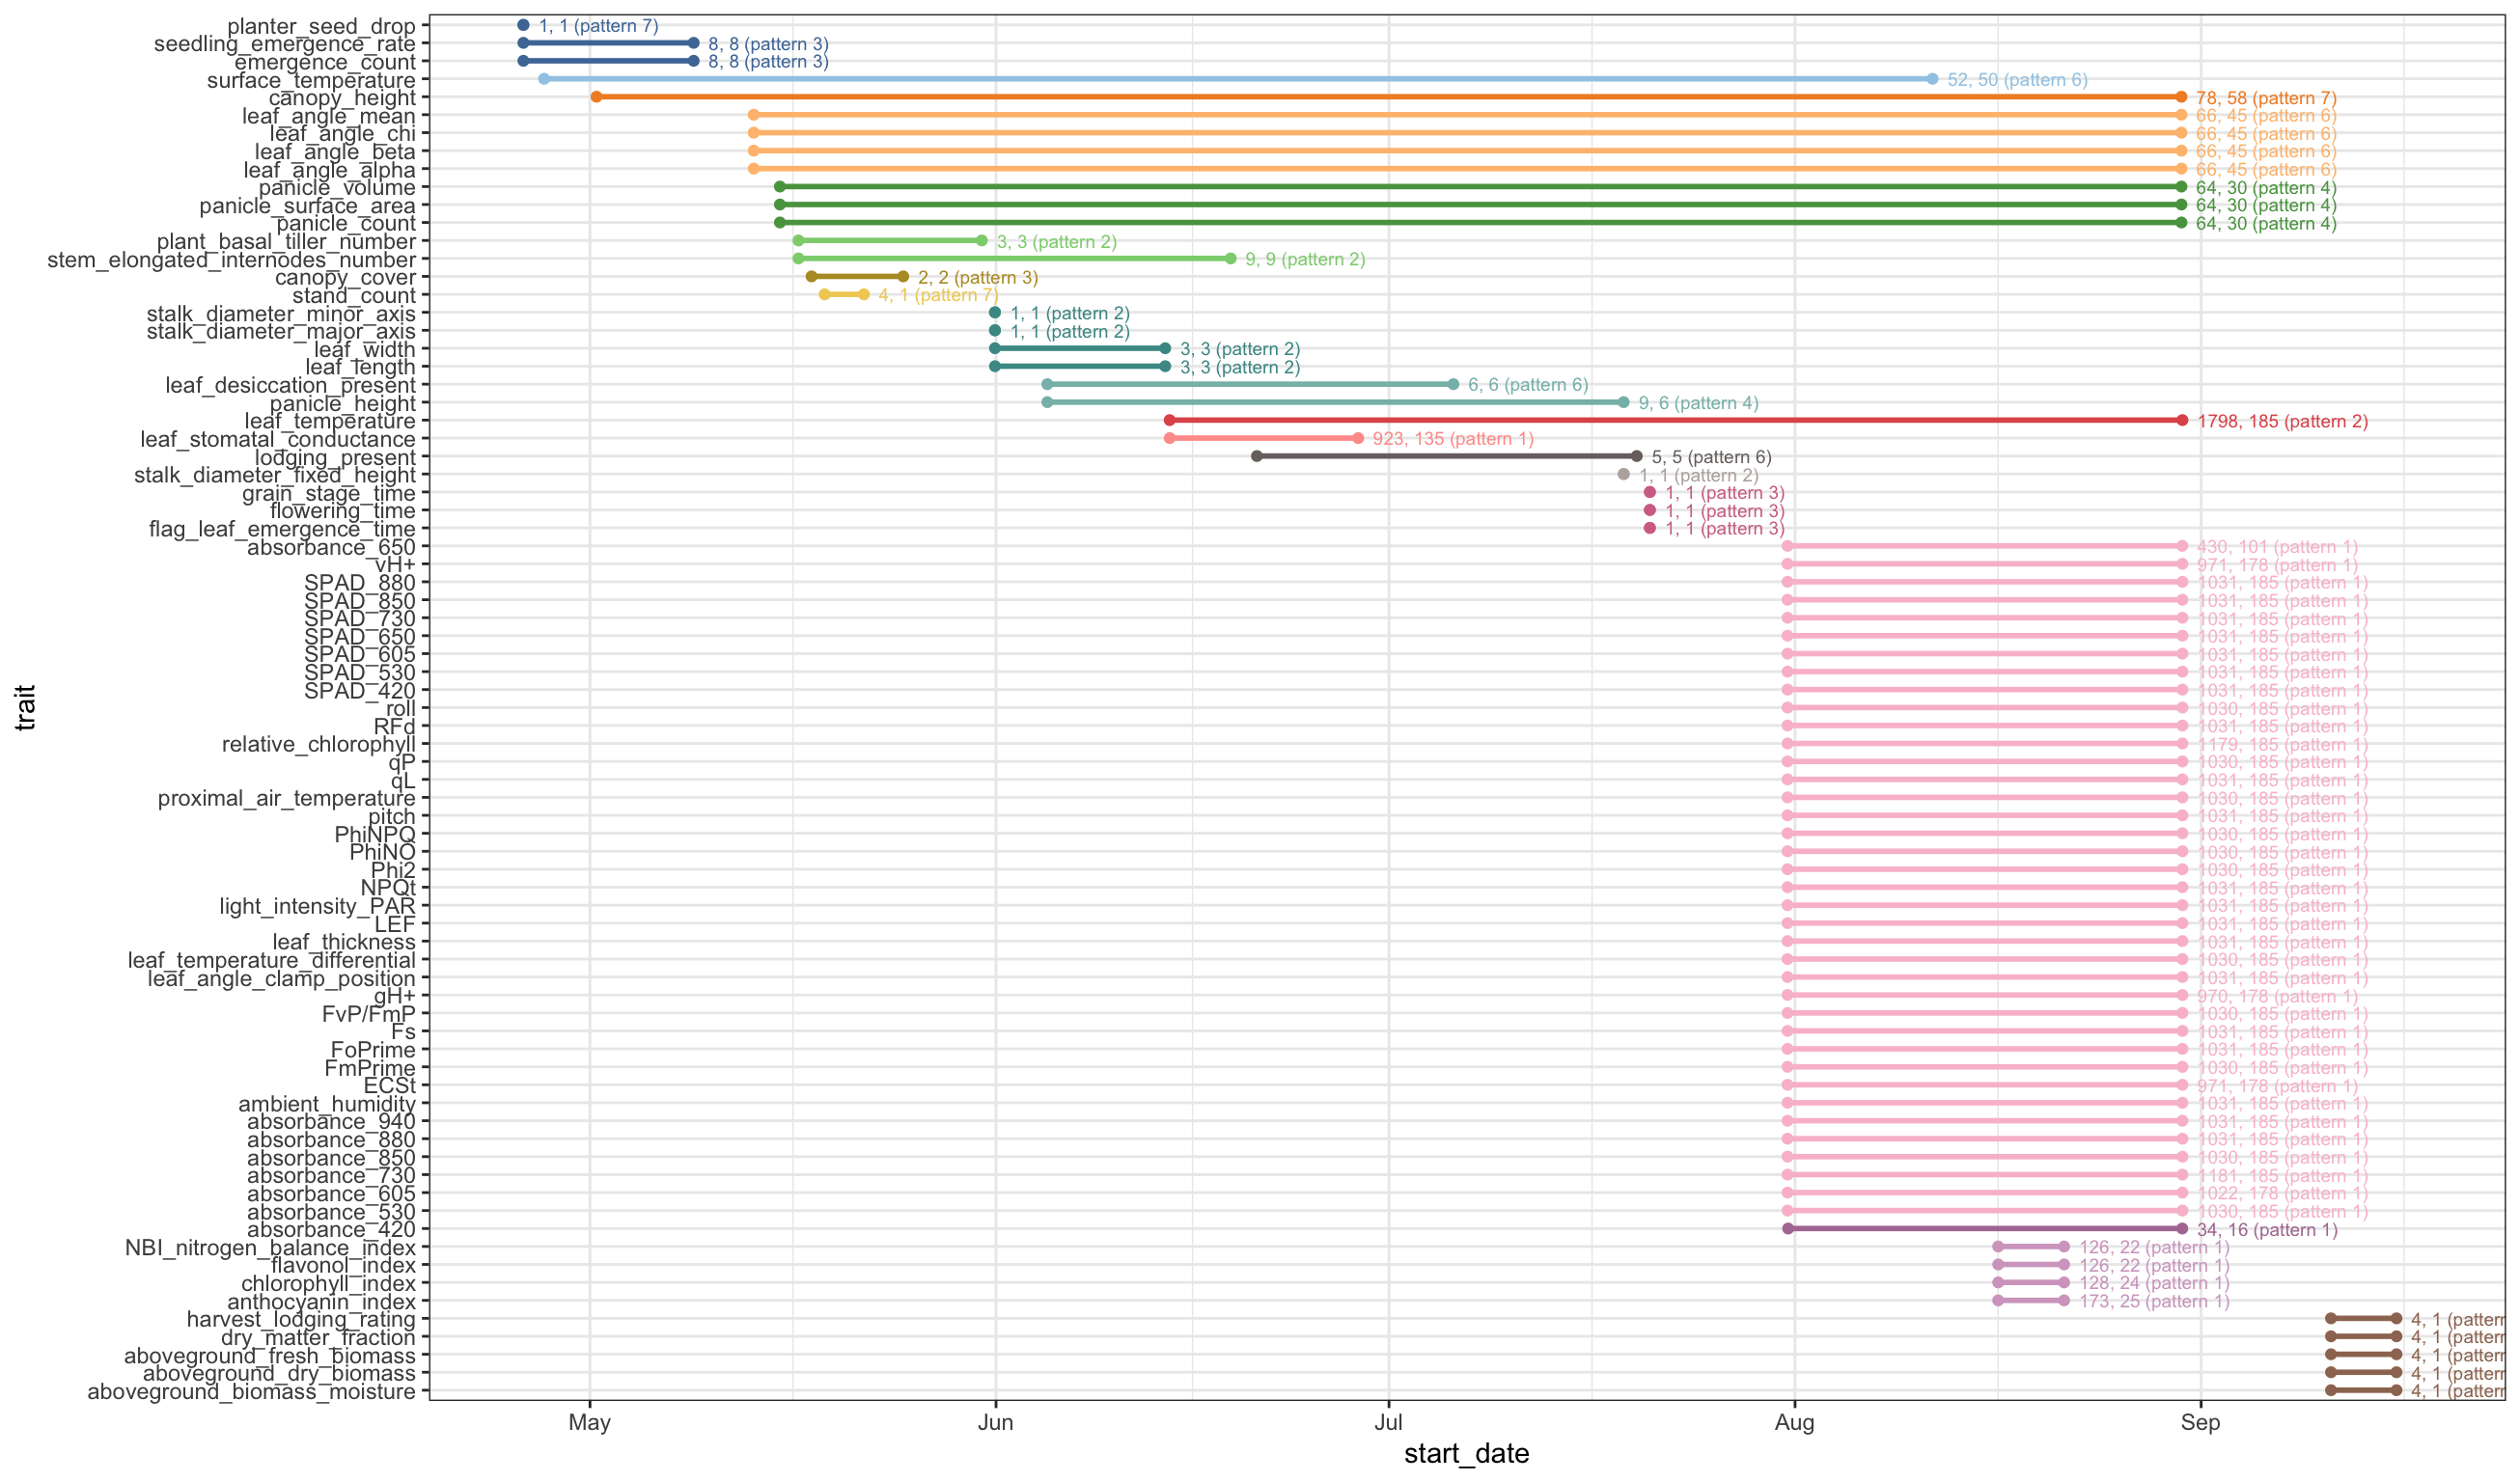 planter_seed_drop 1, 1 (pattern 7)
seedling_emergence_rate 8, 8 (pattern 3)
emergence_count 8, 8 (pattern 3)
surface_temperature 52, 50 (pattern 6)
canopy_height 78, 58 (pattern 7)
leaf_angle_mean 66, 45 (pattern 6)
leaf_angle_chi 66, 45 (pattern 6)
leaf_angle_beta 66, 45 (pattern 6)
leaf_angle_alpha 66, 45 (pattern 6)
panicle_volume 64, 30 (pattern 4)
panicle_surface_area 64, 30 (pattern 4)
panicle_count 64, 30 (pattern 4)
plant_basal_tiller_number 3, 3 (pattern 2)
stem_elongated_internodes_number 9, 9 (pattern 2)
canopy_cover 2, 2 (pattern 3)
stand_count 4, 1 (pattern 7)
stalk_diameter_minor_axis 1, 1 (pattern 2)
stalk_diameter_major_axis 1, 1 (pattern 2)
leaf_width 3, 3 (pattern 2)
leaf_length 3, 3 (pattern 2)
leaf_desiccation_present 6, 6 (pattern 6)
panicle_height 9, 6 (pattern 4)
leaf_temperature 1798, 185 (pattern 2)
leaf_stomatal_conductance 923, 135 (pattern 1)
lodging_present 5, 5 (pattern 6)
stalk_diameter_fixed_height 1, 1 (pattern 2)
grain_stage_time 1, 1 (pattern 3)
flowering_time 1, 1 (pattern 3)
flag_leaf_emergence_time 1, 1 (pattern 3)
absorbance_650 430, 101 (pattern 1)
vH+ 971, 178 (pattern 1)
SPAD_880 1031, 185 (pattern 1)
SPAD_850 1031, 185 (pattern 1)
SPAD_730 1031, 185 (pattern 1)
SPAD_650 1031, 185 (pattern 1)
SPAD_605 1031, 185 (pattern 1)
SPAD_530 1031, 185 (pattern 1)
SPAD_420 1031, 185 (pattern 1)
roll 1030, 185 (pattern 1)
RFd 1031, 185 (pattern 1)
relative_chlorophyll 1179, 185 (pattern 1)
qP 1030, 185 (pattern 1)
qL 1031, 185 (pattern 1)
proximal_air_temperature 1030, 185 (pattern 1)
pitch 1031, 185 (pattern 1)
PhiNPQ 1030, 185 (pattern 1)
PhiNO 1030, 185 (pattern 1)
Phi2 1030, 185 (pattern 1)
NPQt 1031, 185 (pattern 1)
light_intensity_PAR 1031, 185 (pattern 1)
LEF 1031, 185 (pattern 1)
leaf_thickness 1031, 185 (pattern 1)
leaf_temperature_differential 1030, 185 (pattern 1)
leaf_angle_clamp_position 1031, 185 (pattern 1)
gH+ 970, 178 (pattern 1)
FvP/FmP 1030, 185 (pattern 1)
Fs 1031, 185 (pattern 1)
FoPrime 1031, 185 (pattern 1)
FmPrime 1030, 185 (pattern 1)
ECSt 971, 178 (pattern 1)
ambient_humidity 1031, 185 (pattern 1)
absorbance_940 1031, 185 (pattern 1)
absorbance_880 1031, 185 (pattern 1)
absorbance_850 1030, 185 (pattern 1)
absorbance_730 1181, 185 (pattern 1)
absorbance_605 1022, 178 (pattern 1)
absorbance_530 1030, 185 (pattern 1)
absorbance_420 34, 16 (pattern 1)
NBI_nitrogen_balance_index 126, 22 (pattern 1)
flavonol_index 126, 22 (pattern 1)
chlorophyll_index 128, 24 (pattern 1)
anthocyanin_index 173, 25 (pattern 1)
harvest_lodging_rating 4, 1 (pattern
dry_matter_fraction 4, 1 (pattern
aboveground_fresh_biomass 4, 1 (pattern
aboveground_dry_biomass 4, 1 (pattern
aboveground_biomass_moisture 4, 1 (pattern
trait
May Jun Jul Aug Sep
start_date